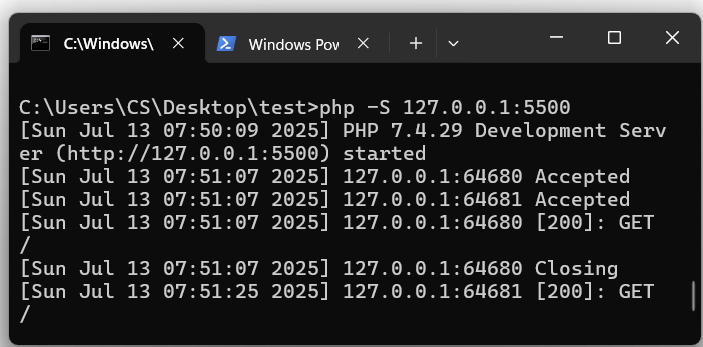 C:\Windows\
Windows Pow
C:\Users\CS\Desktop\test>php -S 127.0.0.1:5500
[Sun Jul 13 07:50:09 2025] PHP 7.4.29 Development Serv
er (http://127.0.0.1:5500) started
[Sun Jul 13 07:51:07 2025] 127.0.0.1:64680 Accepted
[Sun Jul 13 07:51:07 2025] 127.0.0.1:64681 Accepted
[Sun Jul 13 07:51:07 2025] 127.0.0.1:64680 [200]: GET
/
[Sun Jul 13 07:51:07 2025] 127.0.0.1:64680 Closing
[Sun Jul 13 07:51:25 2025] 127.0.0.1:64681 [200]: GET
/